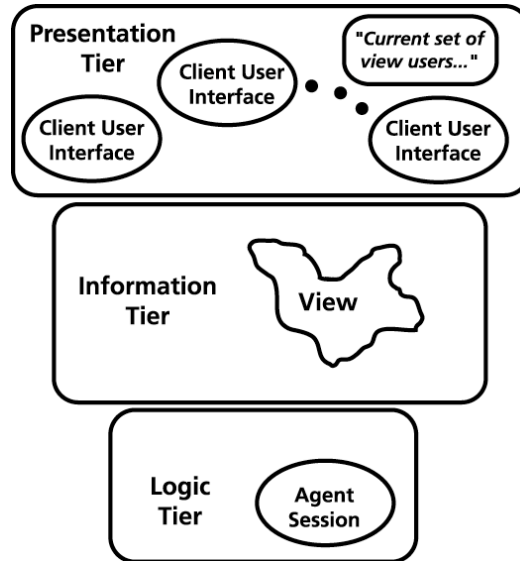 Presentation
Tier
"Current set of
view users..."
Client User
Interface
Client User
Interface
Client User
Interface
Information
Tier
View
Logic
Tier
Agent
Session